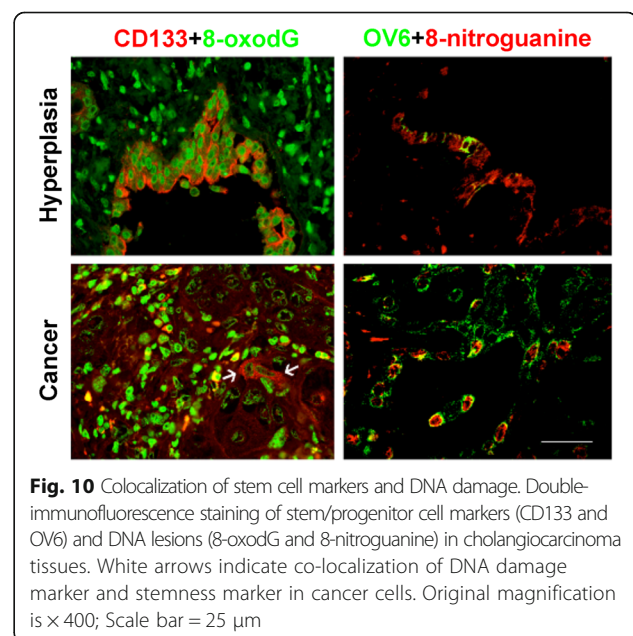 CD133+8-oxodG OV6+8-nitroguanine
Hyperplasia
Cancer
Fig. 10 Colocalization of stem cell markers and DNA damage. Double-
immunofluorescence staining of stem/progenitor cell markers (CD133 and
OV6) and DNA lesions (8-oxodG and 8-nitroguanine) in cholangiocarcinoma
tissues. White arrows indicate co-localization of DNA damage
marker and stemness marker in cancer cells. Original magnification
is × 400; Scale bar = 25 μm